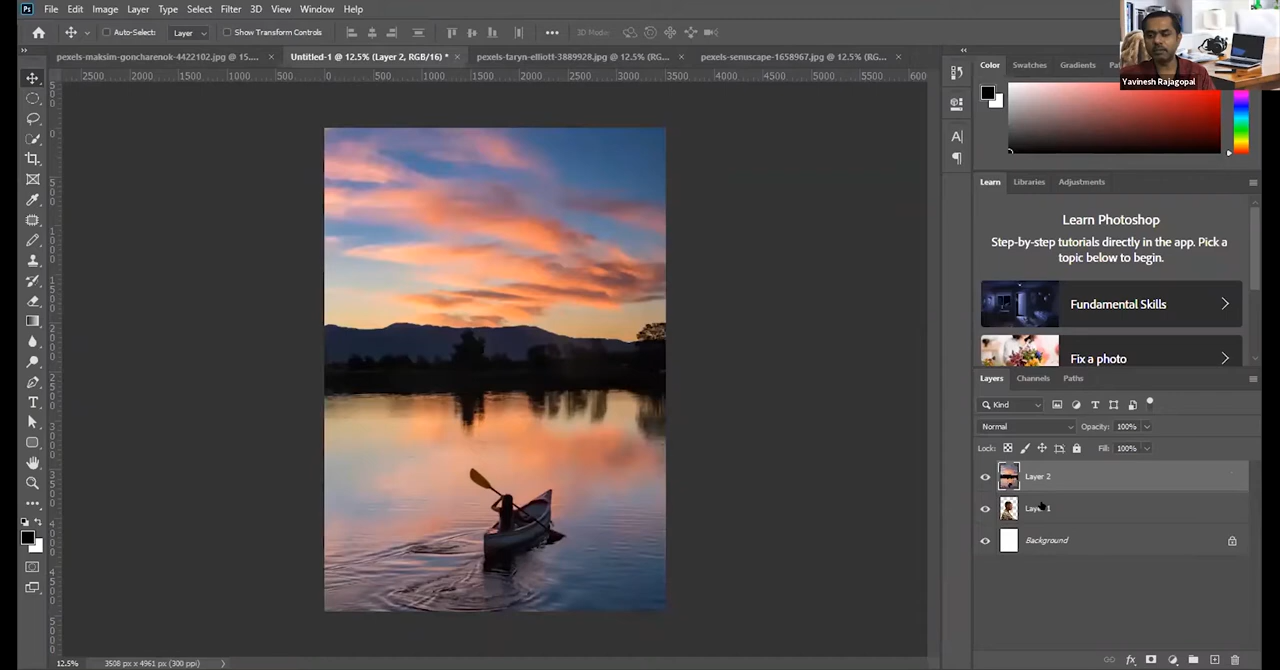 Ps File Edit Image Layer Type Select Filter 3D View Window Help
Auto-Select: Layer Show Transform Controls 3D Mode:
pexels-maksim-goncharenok-4422102.jpg @ 15.... × Untitled-1 @ 12.5% (Layer 2, RGB/16) * × pexels-taryn-elliott-3889928.jpg @ 12.5% (RG... × pexels-senuscape-1658967.jpg @ 12.5% (RG... ×
2500 2000 1500 1000 500 0 500 1000 1500 2000 2500 3000 3500 4000 4500 5000 5500 600
Yavinesh Rajagopal
Color Swatches Gradients
Learn Libraries Adjustments
Learn Photoshop
Step-by-step tutorials directly in the app. Pick a
topic below to begin.
Fundamental Skills
Fix a photo
Layers Channels Paths
Kind
Normal Opacity: 100%
Lock: Fill: 100%
Layer 2
Layer 1
Background
fx
12.5% 3508 px x 4961 px (300 ppi)